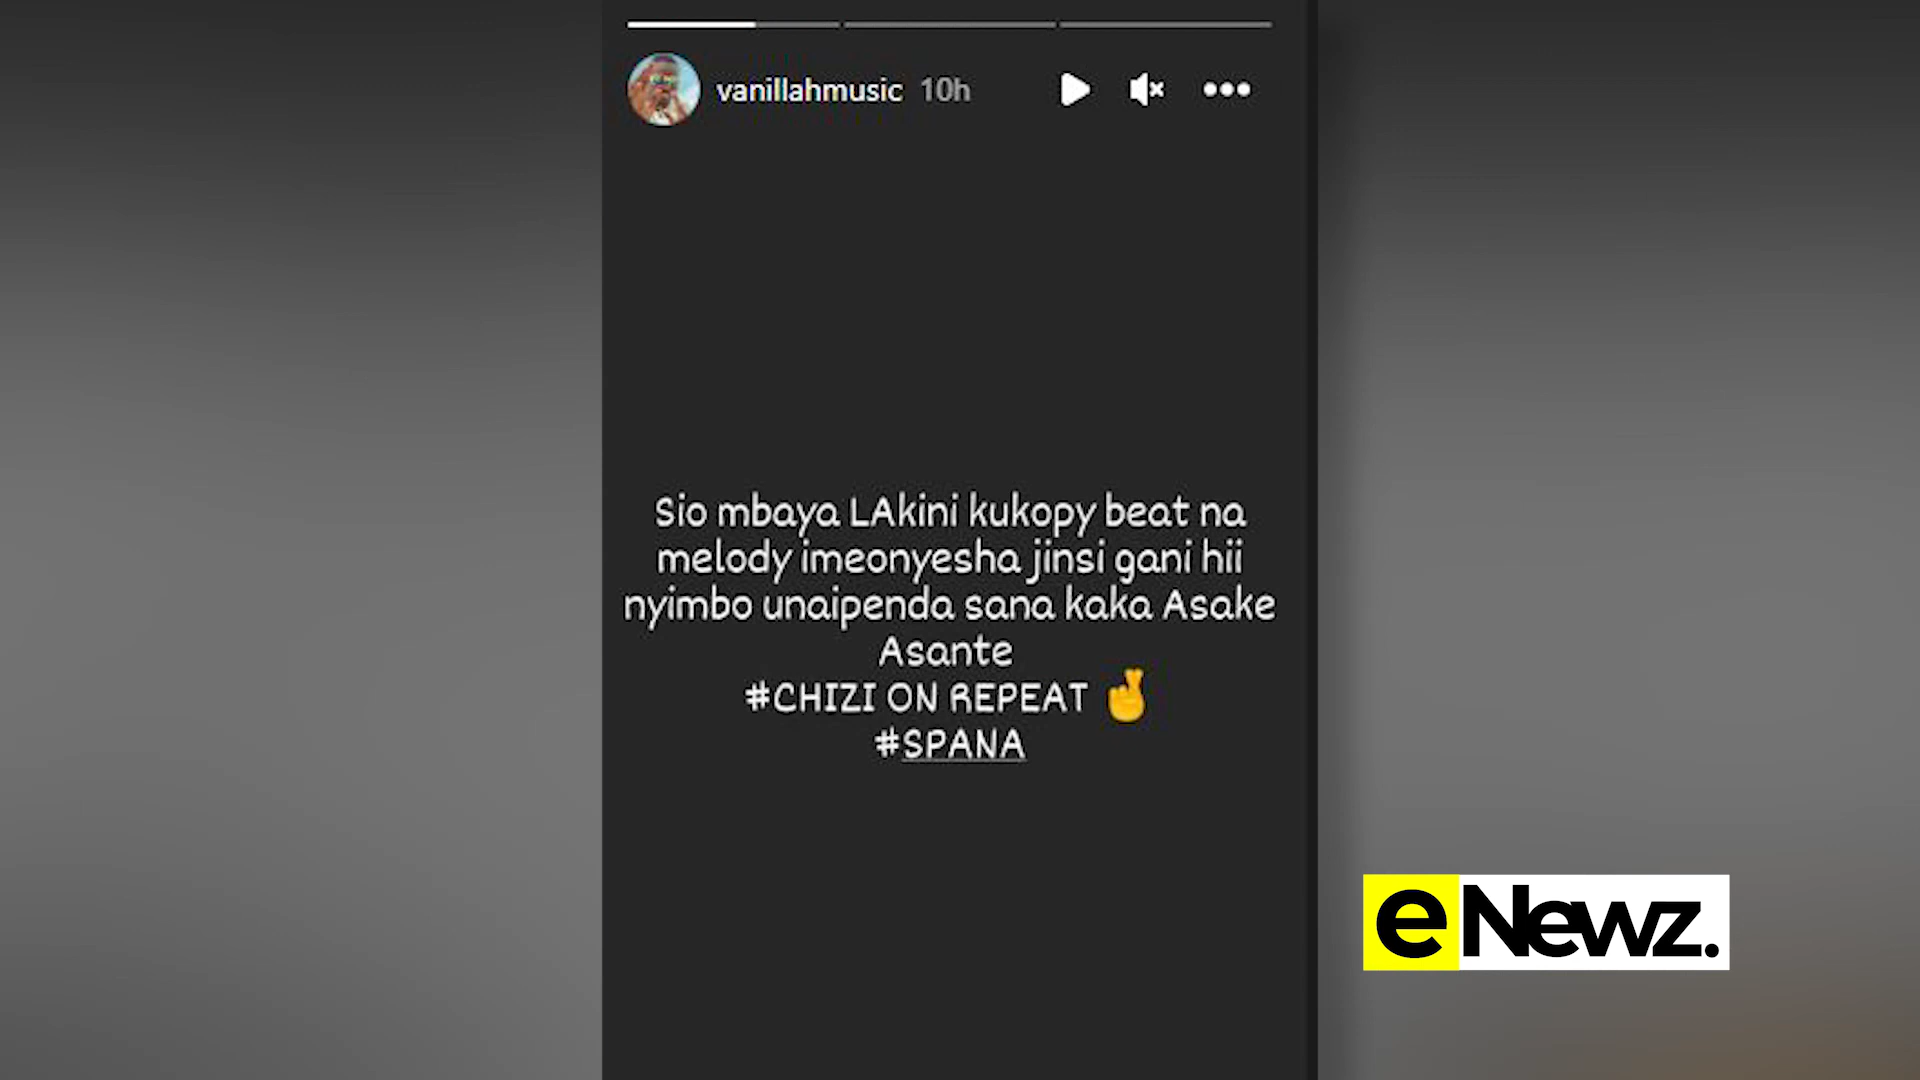 vanillahmusic 10h
Sio mbaya LAkini kukopy beat na
melody imeonyesha jinsi gani hii
nyimbo unaipenda sana kaka Asake
Asante
#CHIZI ON REPEAT 🤞
#SPANA
eNewz.